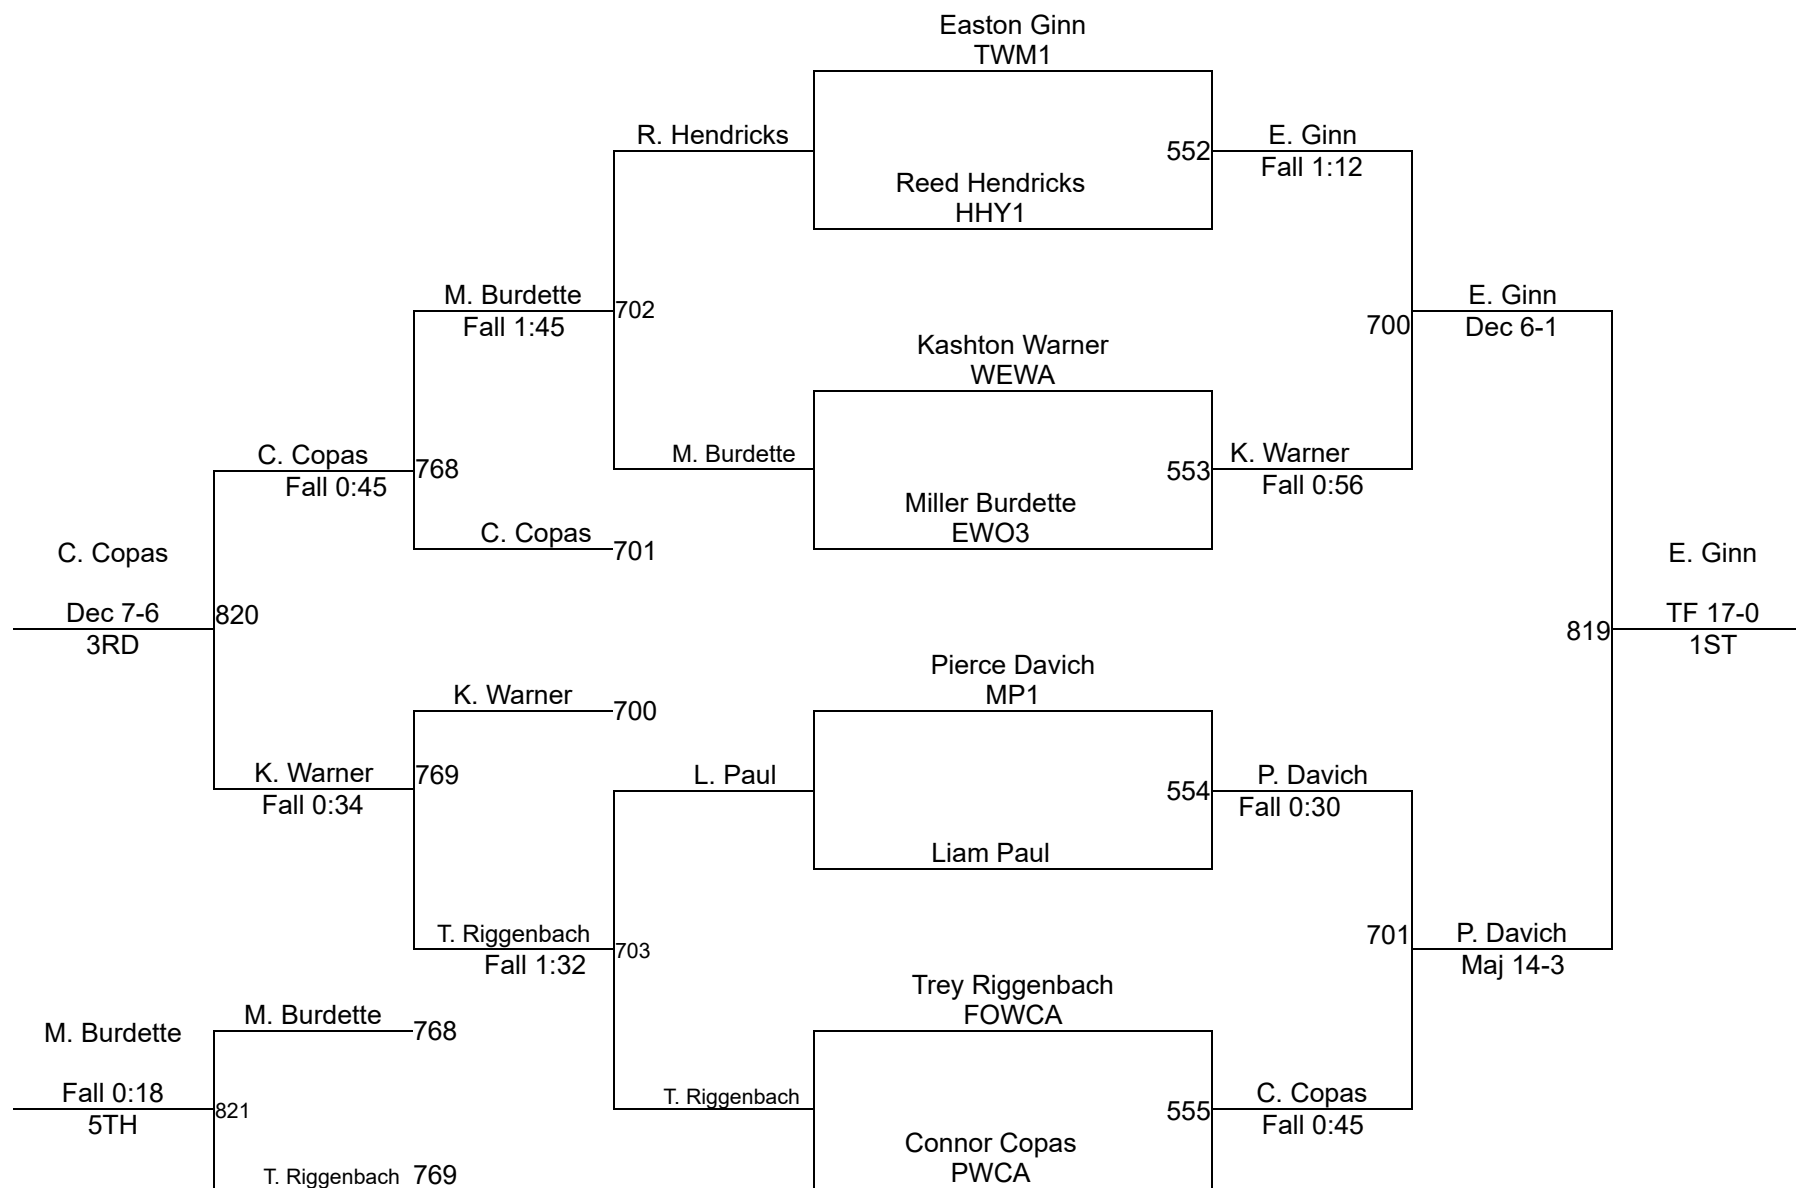 Easton Ginn
TWM1
R. Hendricks
552
E. Ginn
Fall 1:12
Reed Hendricks
HHY1
M. Burdette
Fall 1:45
702
700
E. Ginn
Dec 6-1
Kashton Warner
WEWA
C. Copas
Fall 0:45
768
M. Burdette
553
K. Warner
Fall 0:56
Miller Burdette
EWO3
C. Copas
701
C. Copas
Dec 7-6
3RD
820
E. Ginn
TF 17-0
1ST
819
Pierce Davich
MP1
K. Warner
700
K. Warner
Fall 0:34
769
L. Paul
554
P. Davich
Fall 0:30
Liam Paul
T. Riggenbach
Fall 1:32
703
701
P. Davich
Maj 14-3
Trey Riggenbach
FOWCA
M. Burdette
768
M. Burdette
Fall 0:18
5TH
821
T. Riggenbach
555
C. Copas
Fall 0:45
Connor Copas
PWCA
T. Riggenbach
769